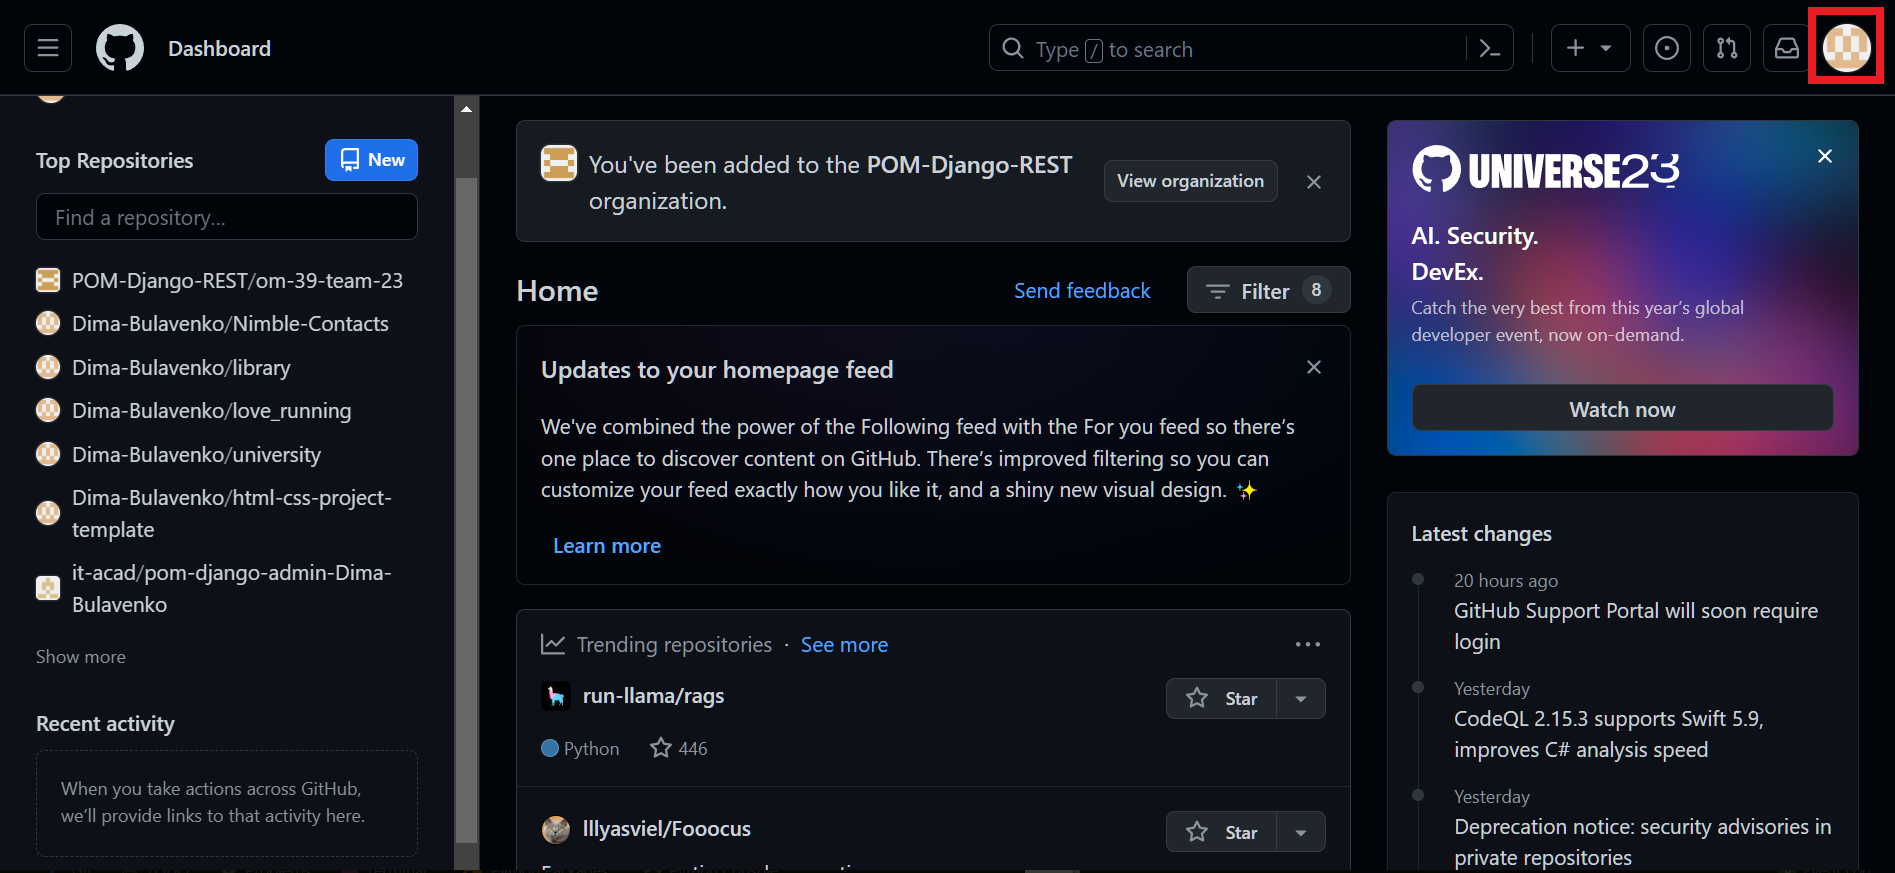 Dashboard
Type / to search
Top Repositories
New
Find a repository...
POM-Django-REST/om-39-team-23
Dima-Bulavenko/Nimble-Contacts
Dima-Bulavenko/library
Dima-Bulavenko/love_running
Dima-Bulavenko/university
Dima-Bulavenko/html-css-project-
template
it-acad/pom-django-admin-Dima-
Bulavenko
Show more
Recent activity
When you take actions across GitHub,
we’ll provide links to that activity here.
You've been added to the POM-Django-REST
organization.
View organization
Home
Send feedback
Filter 8
Updates to your homepage feed
We've combined the power of the Following feed with the For you feed so there’s
one place to discover content on GitHub. There’s improved filtering so you can
customize your feed exactly how you like it, and a shiny new visual design. ✨
Learn more
Trending repositories · See more
run-llama/rags
Star
Python 446
lllyasviel/Fooocus
Star
UNIVERSE23
AI. Security.
DevEx.
Catch the very best from this year’s global
developer event, now on-demand.
Watch now
Latest changes
20 hours ago
GitHub Support Portal will soon require
login
Yesterday
CodeQL 2.15.3 supports Swift 5.9,
improves C# analysis speed
Yesterday
Deprecation notice: security advisories in
private repositories